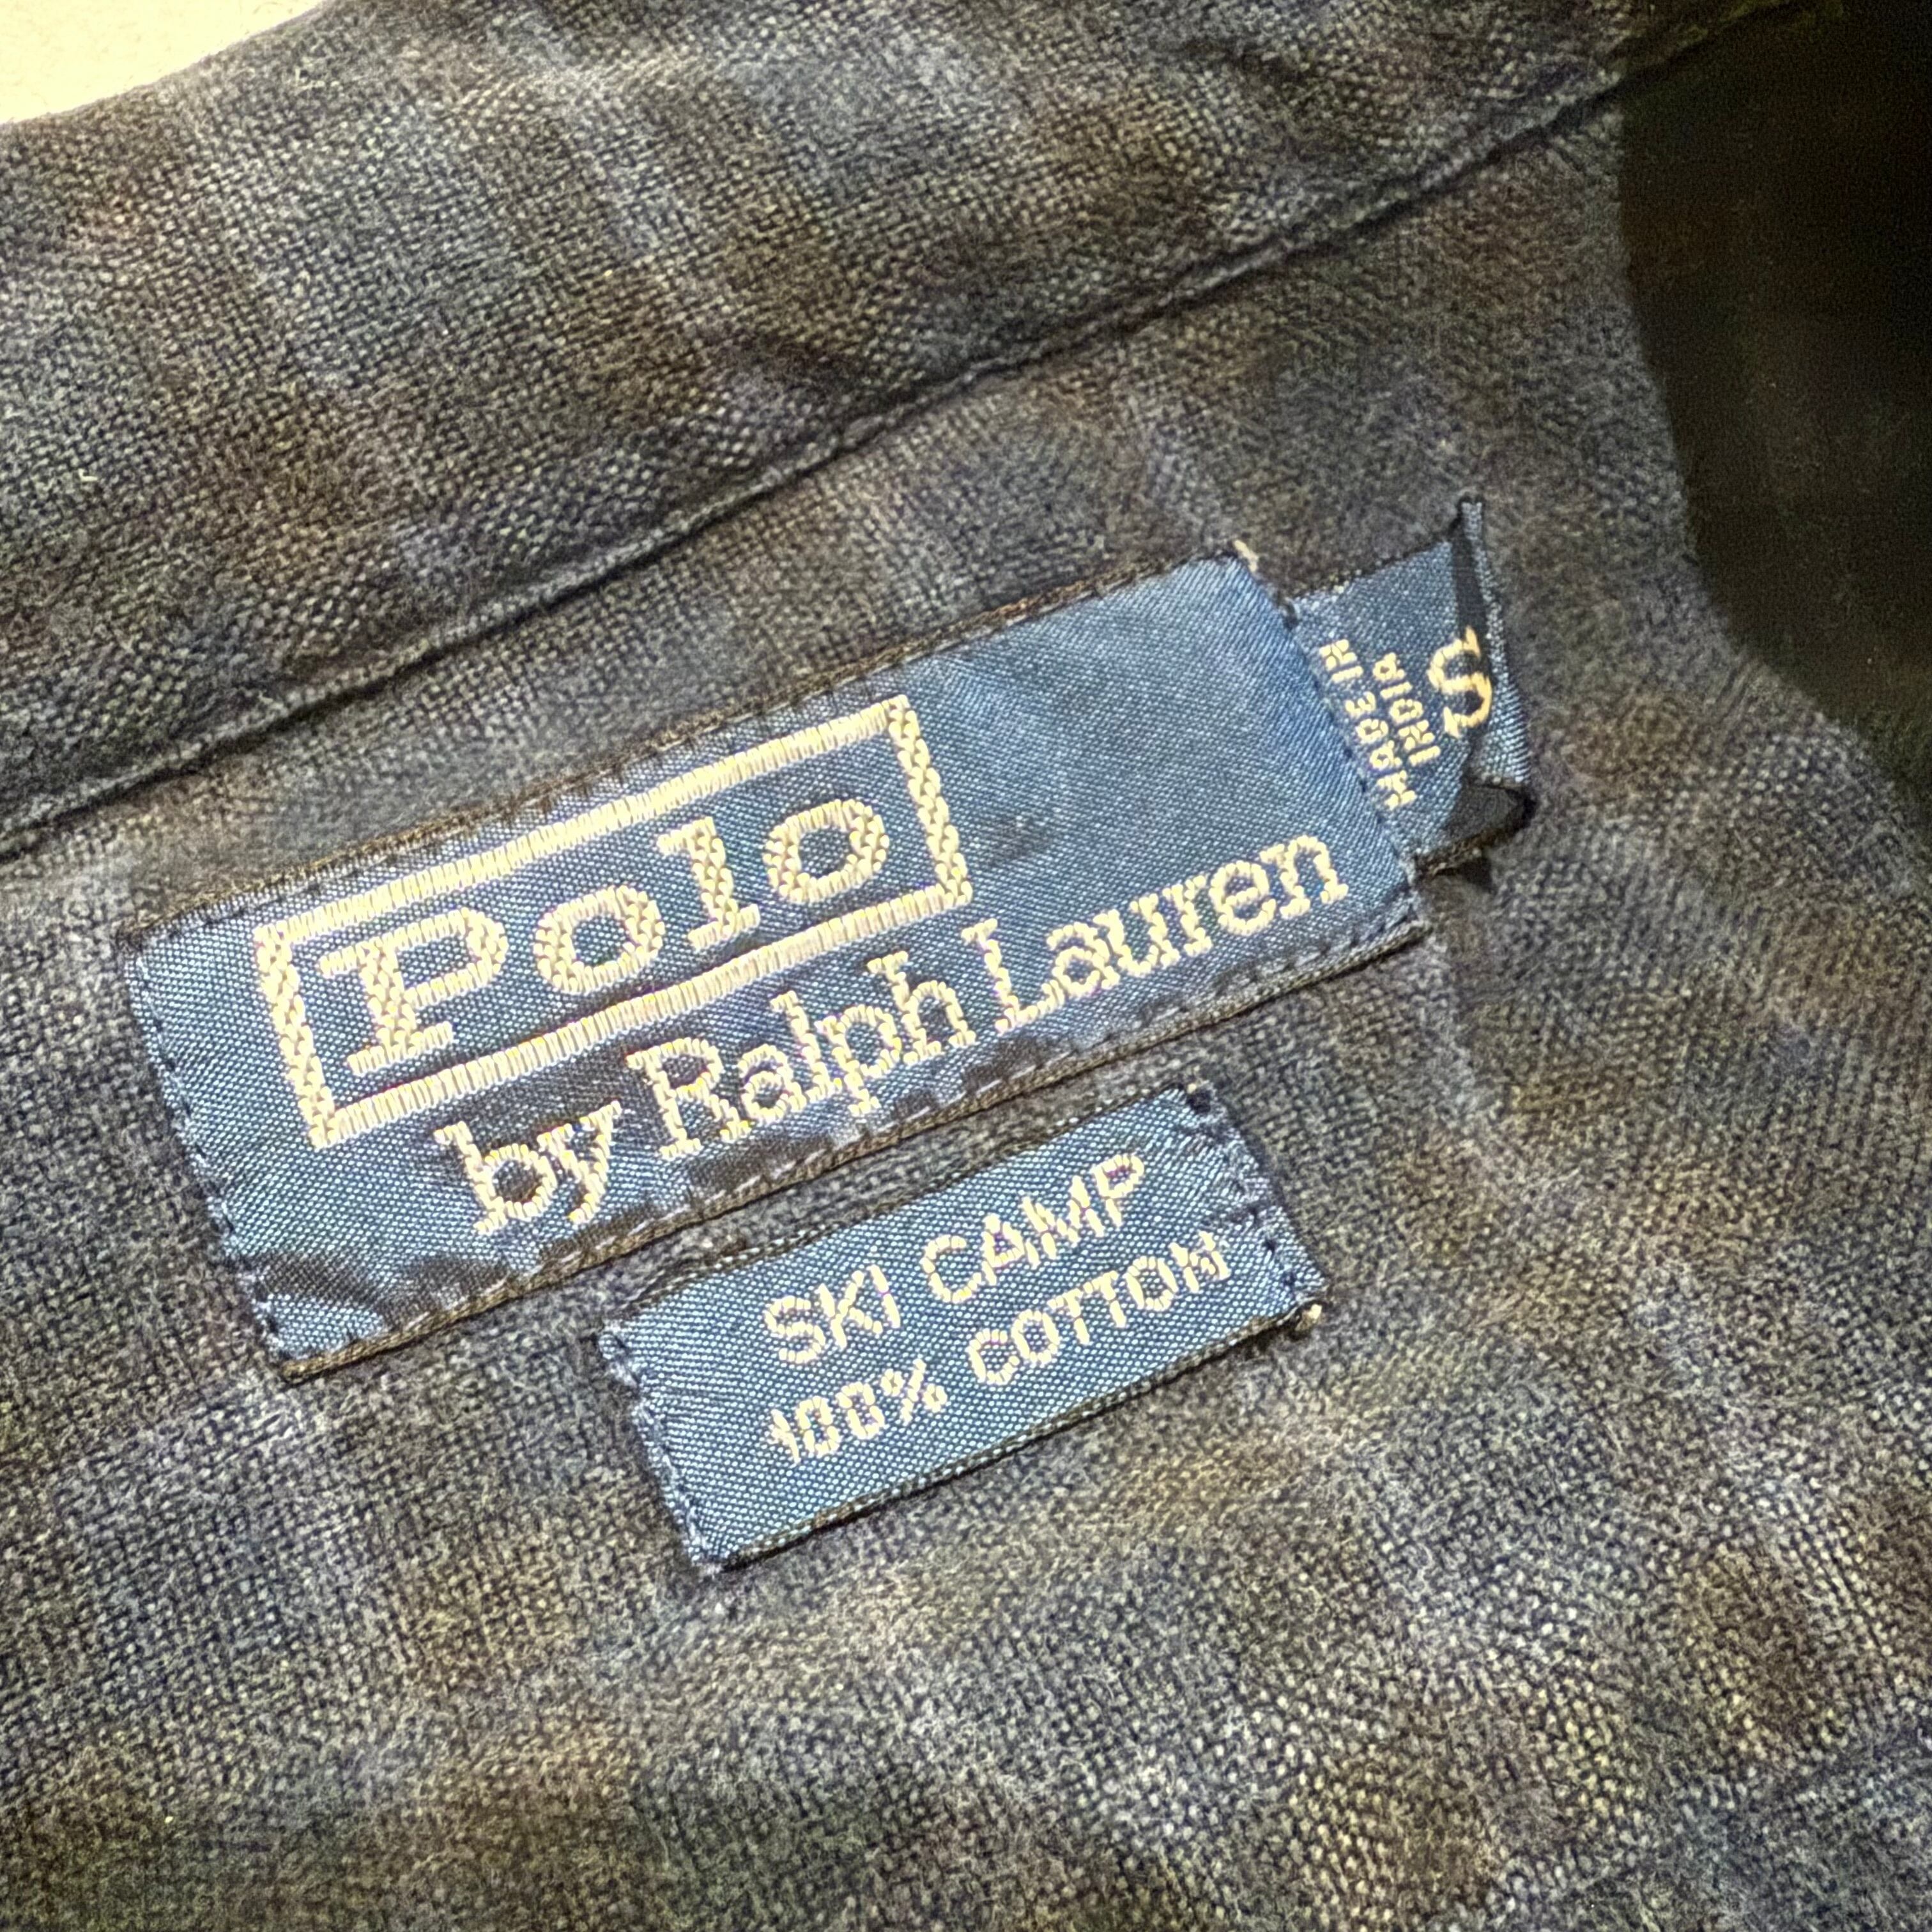 Polo
by Ralph Lauren
MADE IN
INDIA
S
SKI CAMP
100% COTTON